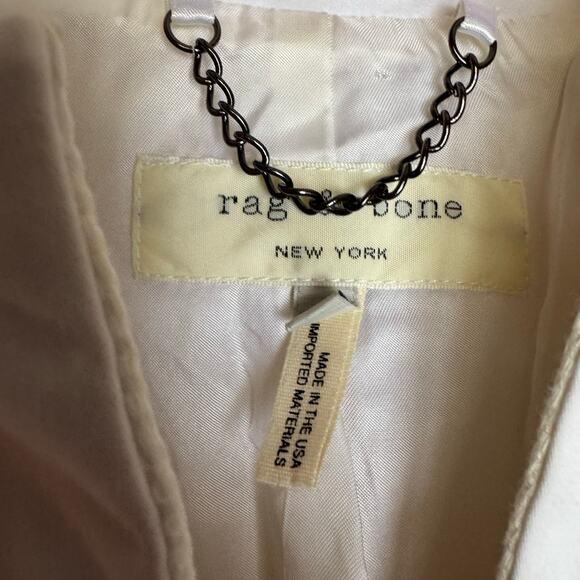 rag & bone
NEW YORK
MADE IN THE USA
IMPORTED MATERIALS